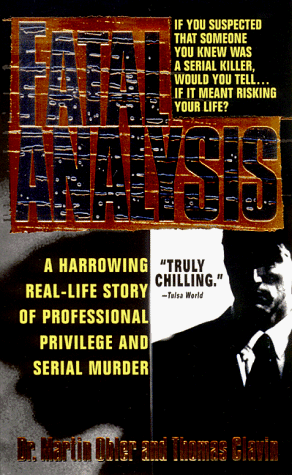 IF YOU SUSPECTED
THAT SOMEONE
YOU KNEW WAS
A SERIAL KILLER,
WOULD YOU TELL...
IF IT MEANT RISKING
YOUR LIFE?
FATAL
ANALYSIS
A HARROWING
REAL-LIFE STORY
OF PROFESSIONAL
PRIVILEGE AND
SERIAL MURDER
"TRULY
CHILLING."
—Tulsa World
Dr. Martin Obler and Thomas Clavin